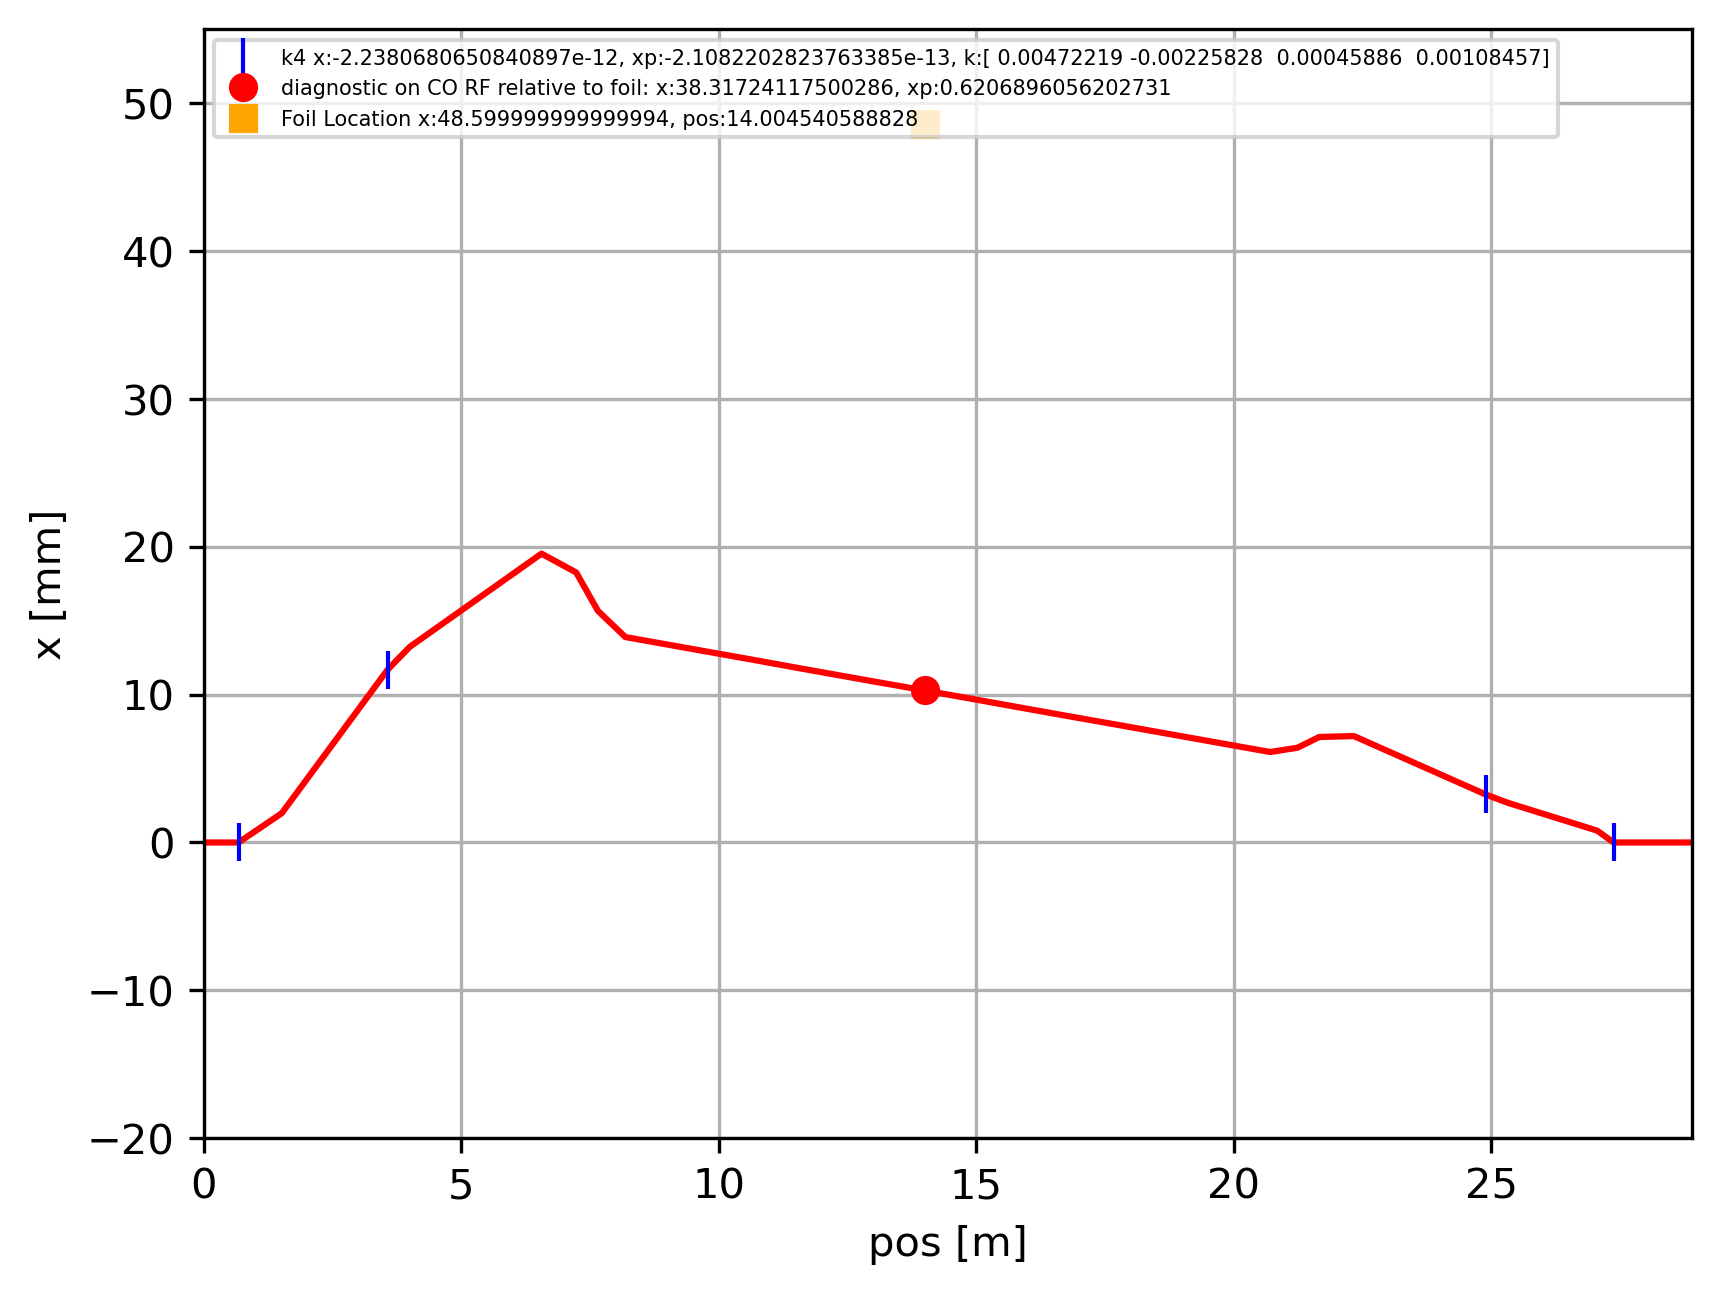 k4 x:-2.2380680650840897e-12, xp:-2.1082202823763385e-13, k:[ 0.00472219 -0.00225828  0.00045886  0.00108457]
diagnostic on CO RF relative to foil: x:38.31724117500286, xp:0.6206896056202731
Foil Location x:48.599999999999994, pos:14.004540588828
50
40
30
20
10
0
−10
−20
x [mm]
0 5 10 15 20 25
pos [m]